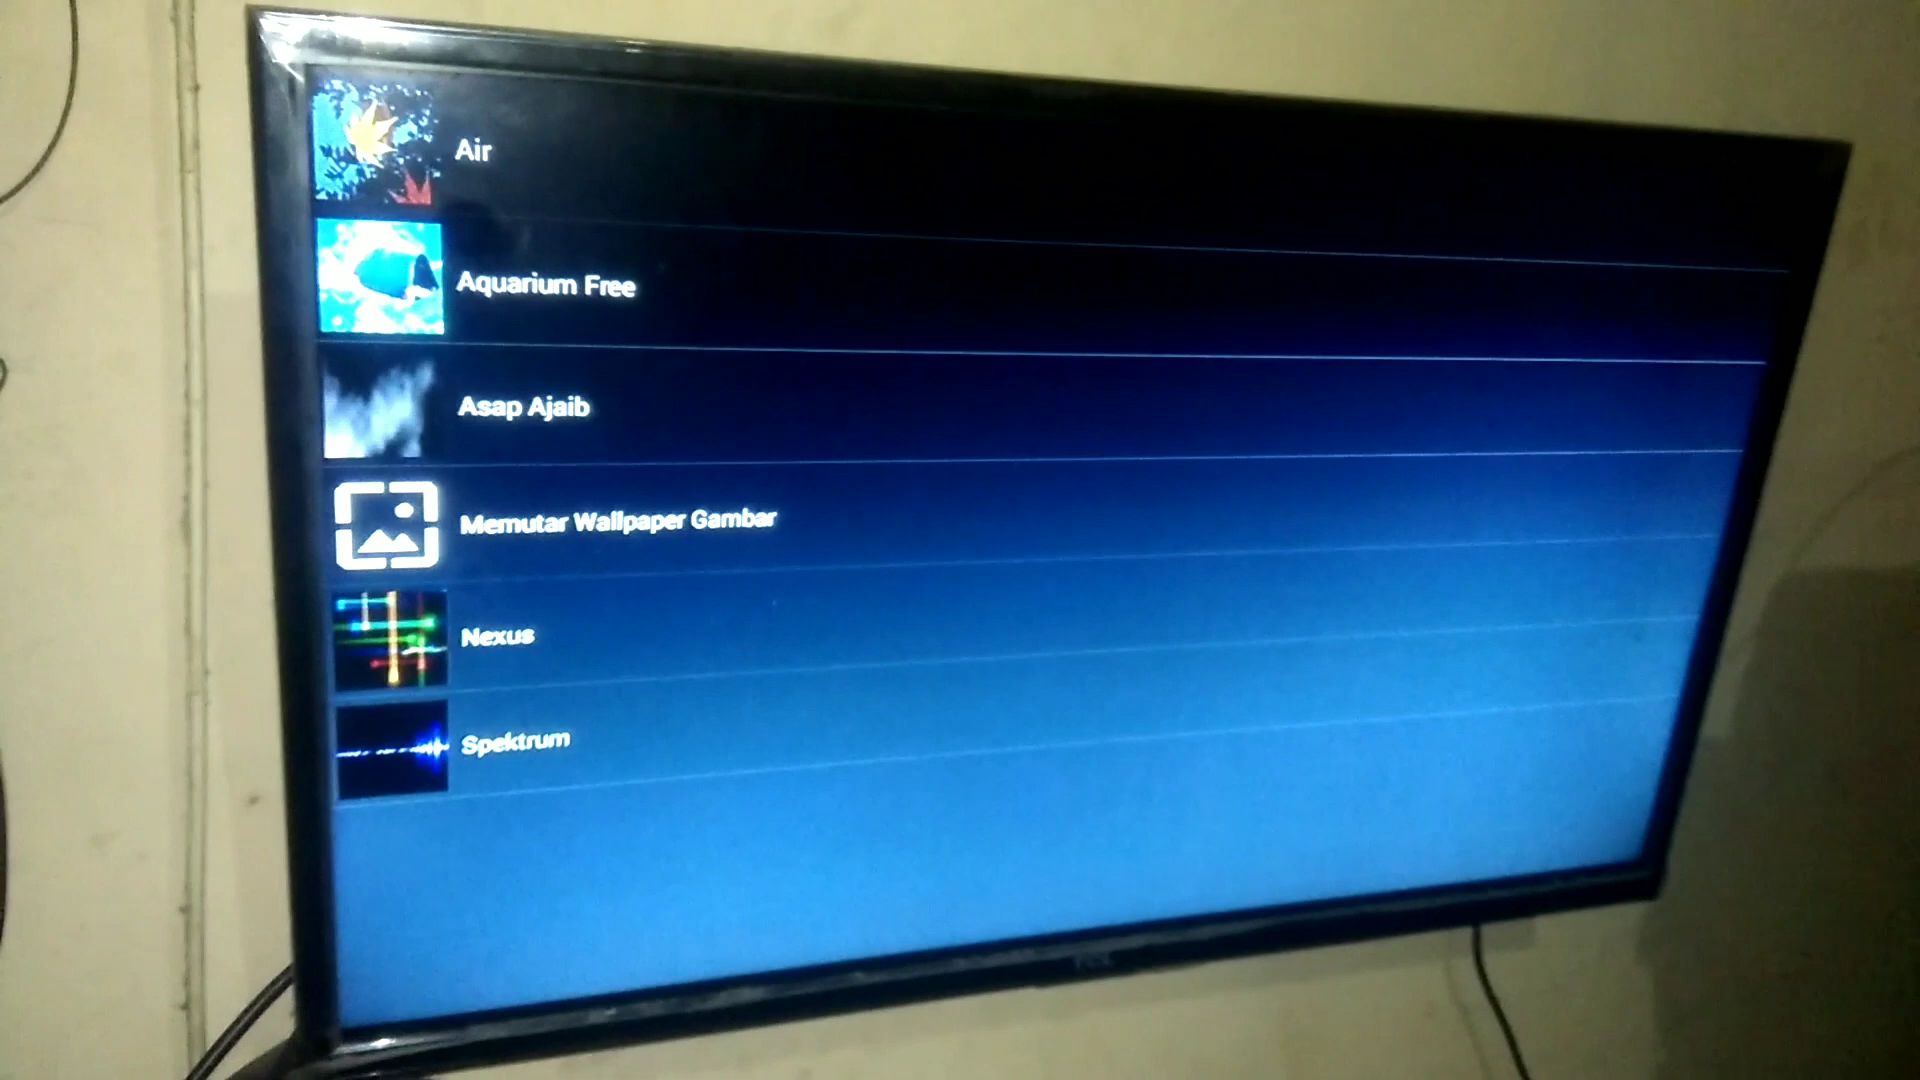 Air
Aquarium Free
Asap Ajaib
Memutar Wallpaper Gambar
Nexus
Spektrum